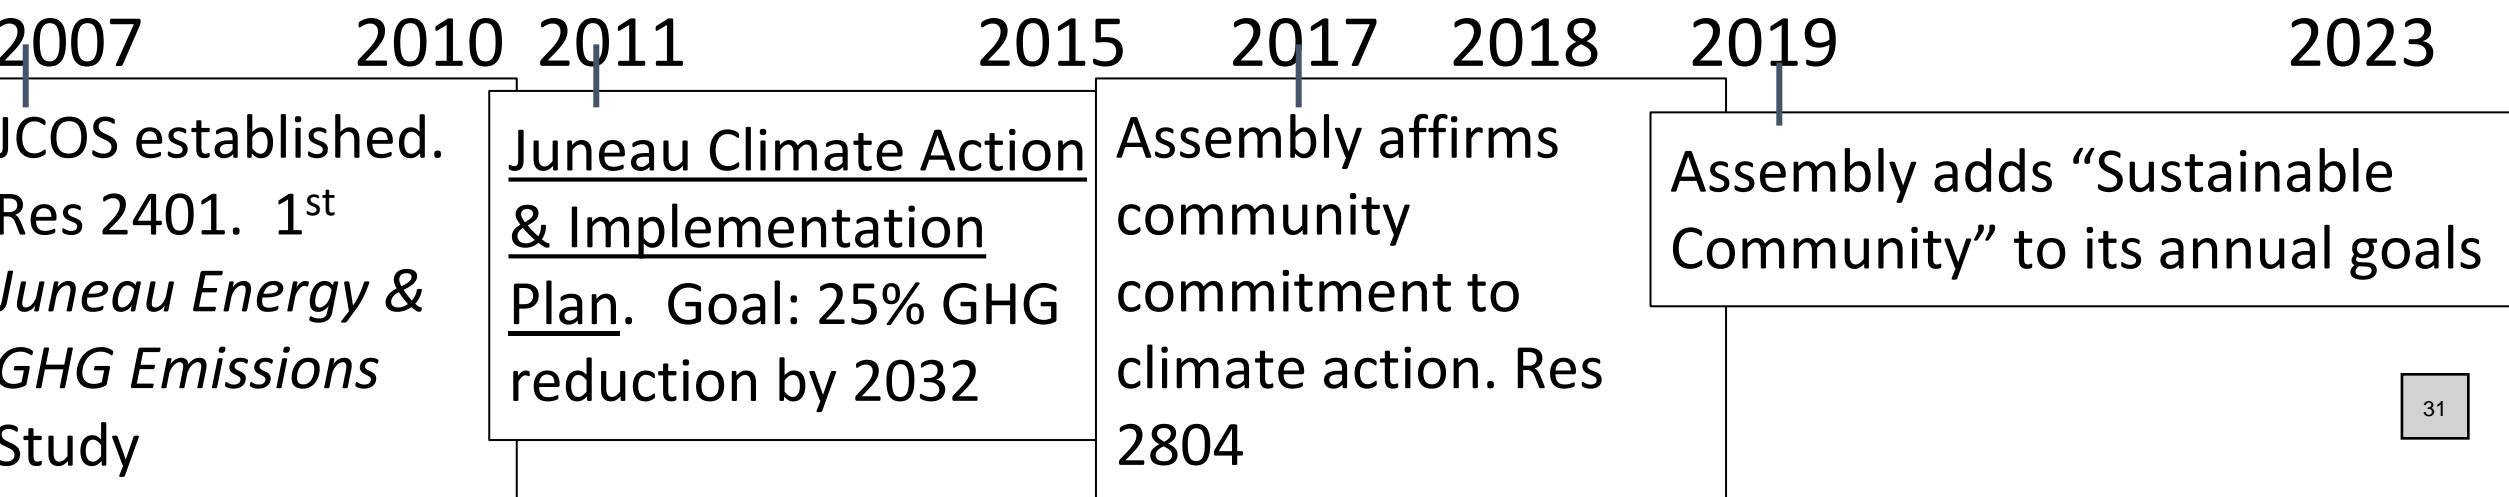 2007 2010 2011 2015 2017 2018 2019 2023
JCOS established.
Res 2401. 1st
Juneau Energy &
GHG Emissions
Study
Juneau Climate Action
& Implementation
Plan. Goal: 25% GHG
reduction by 2032
Assembly affirms
community
commitment to
climate action. Res
2804
Assembly adds “Sustainable
Community” to its annual goals
31